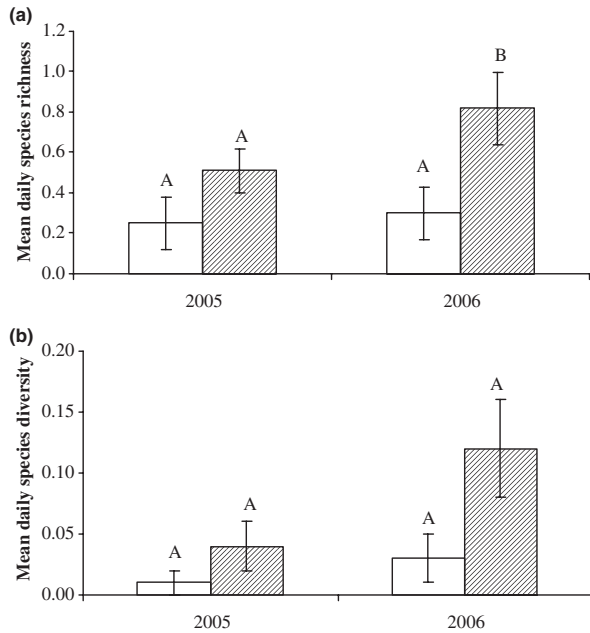 (a)
Mean daily species richness
1.2
1.0
0.8
0.6
0.4
0.2
0.0
A
A
A
B
2005
2006
(b)
Mean daily species diversity
0.20
0.15
0.10
0.05
0.00
A
A
A
A
2005
2006